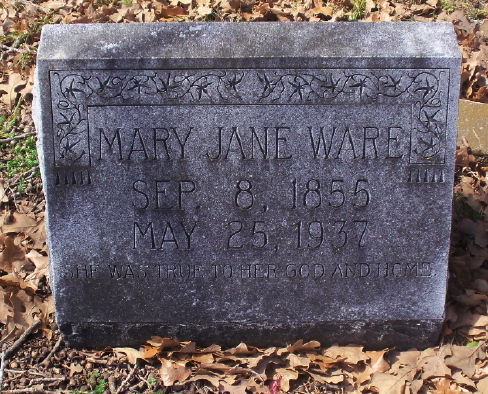 MARY JANE WARE
SEP. 8, 1855
MAY 25, 1937
SHE WAS TRUE TO HER GOD AND HOME.